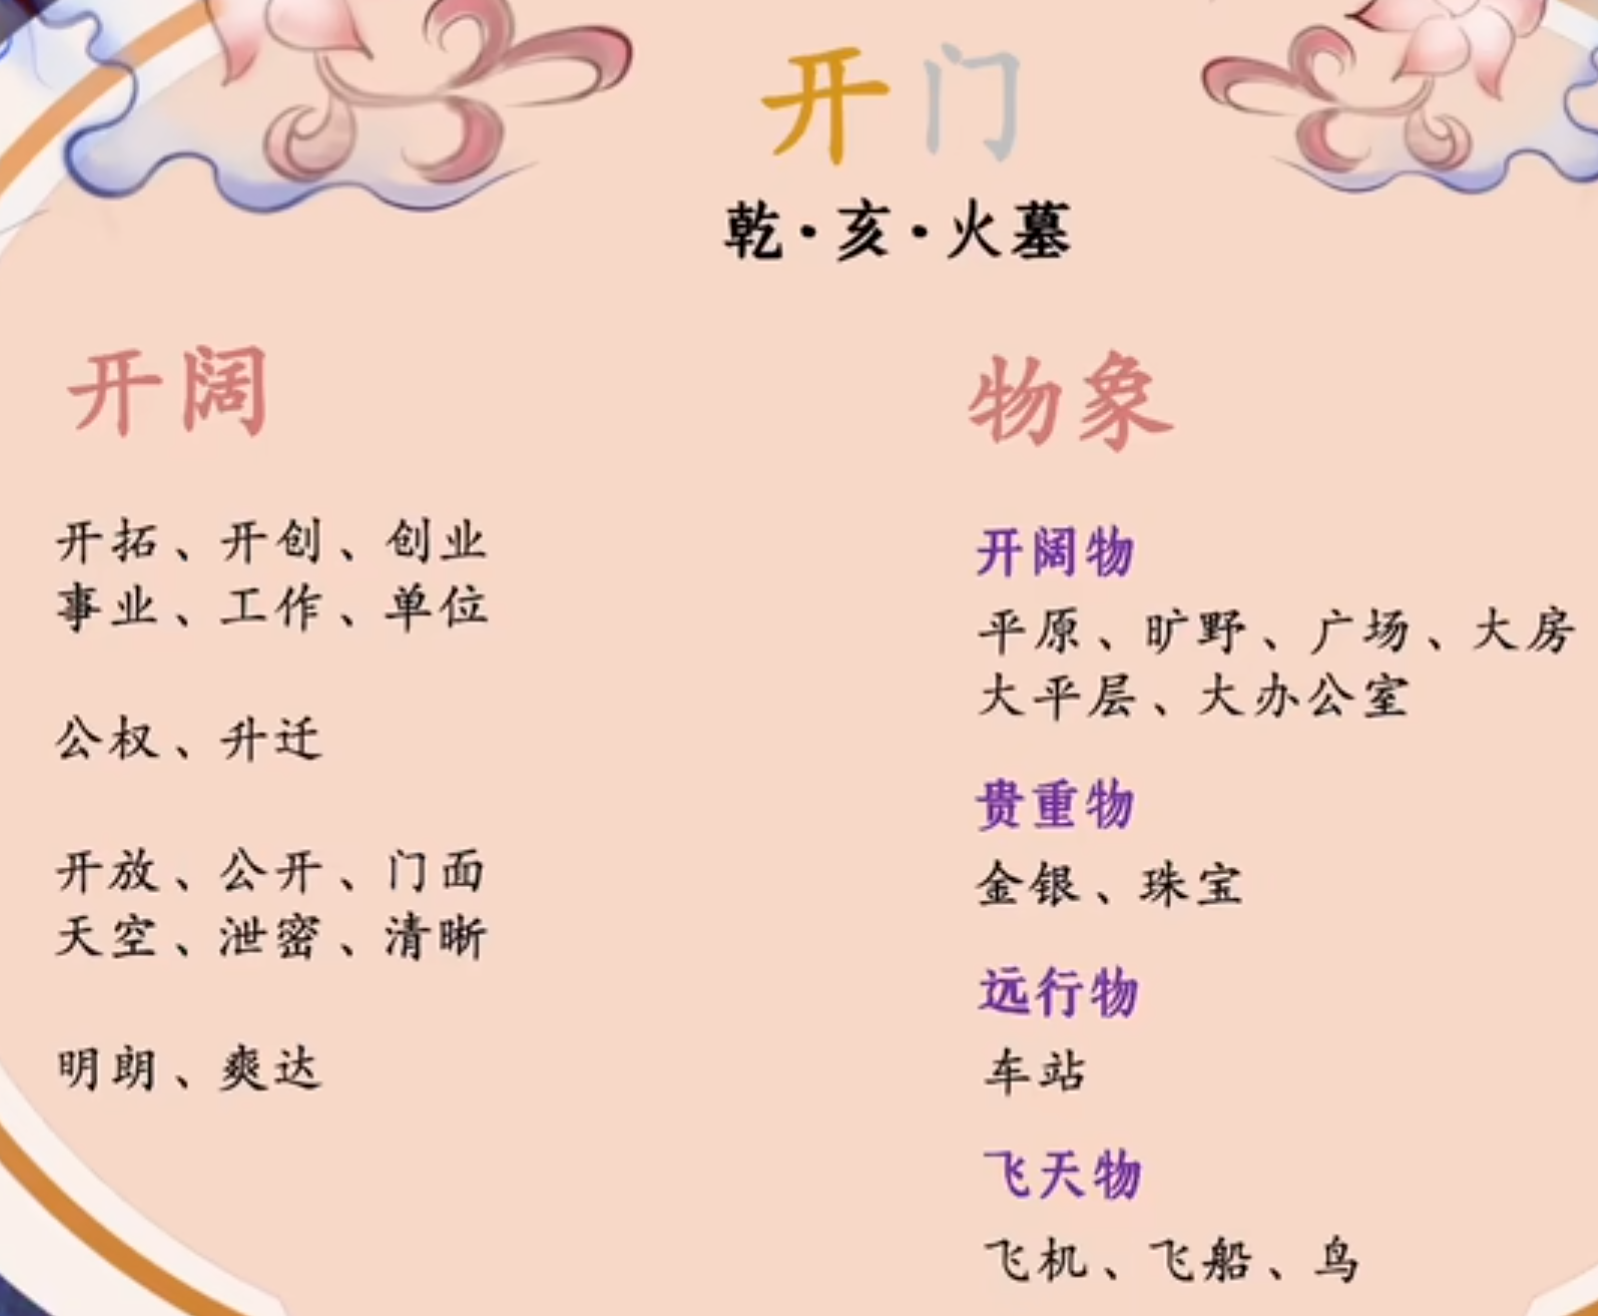 开门
乾·亥·火墓
开阔
开拓、开创、创业
事业、工作、单位
公权、升迁
开放、公开、门面
天空、泄密、清晰
明朗、爽达
物象
开阔物
平原、旷野、广场、大房
大平层、大办公室
贵重物
金银、珠宝
远行物
车站
飞天物
飞机、飞船、鸟